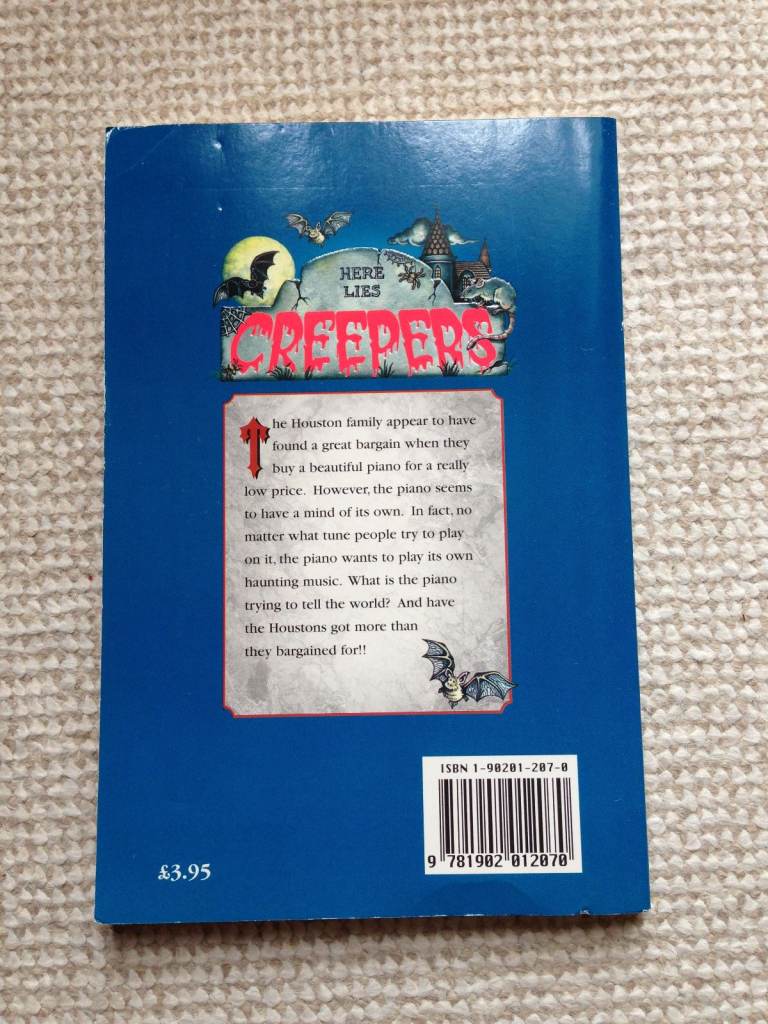 HERE
LIES
CREEPERS
The Houston family appear to have
found a great bargain when they
buy a beautiful piano for a really
low price. However, the piano seems
to have a mind of its own. In fact, no
matter what tune people try to play
on it, the piano wants to play its own
haunting music. What is the piano
trying to tell the world? And have
the Houstons got more than
they bargained for!!
ISBN 1-90201-207-0
9 781902 012070
£3.95